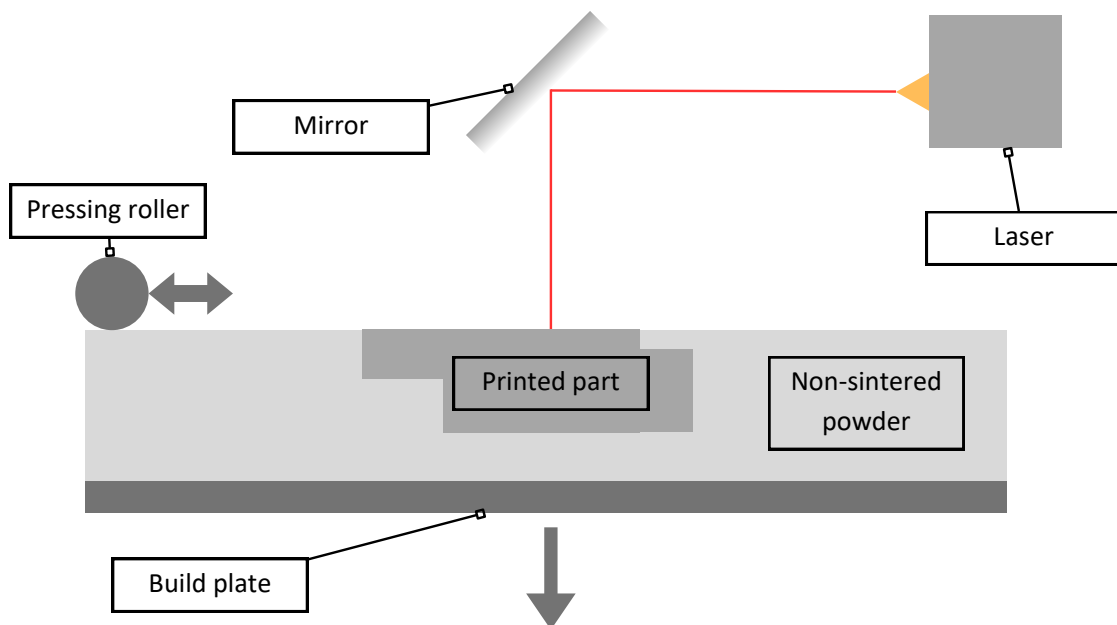 Mirror
Pressing roller
Laser
Printed part
Non-sintered
powder
Build plate